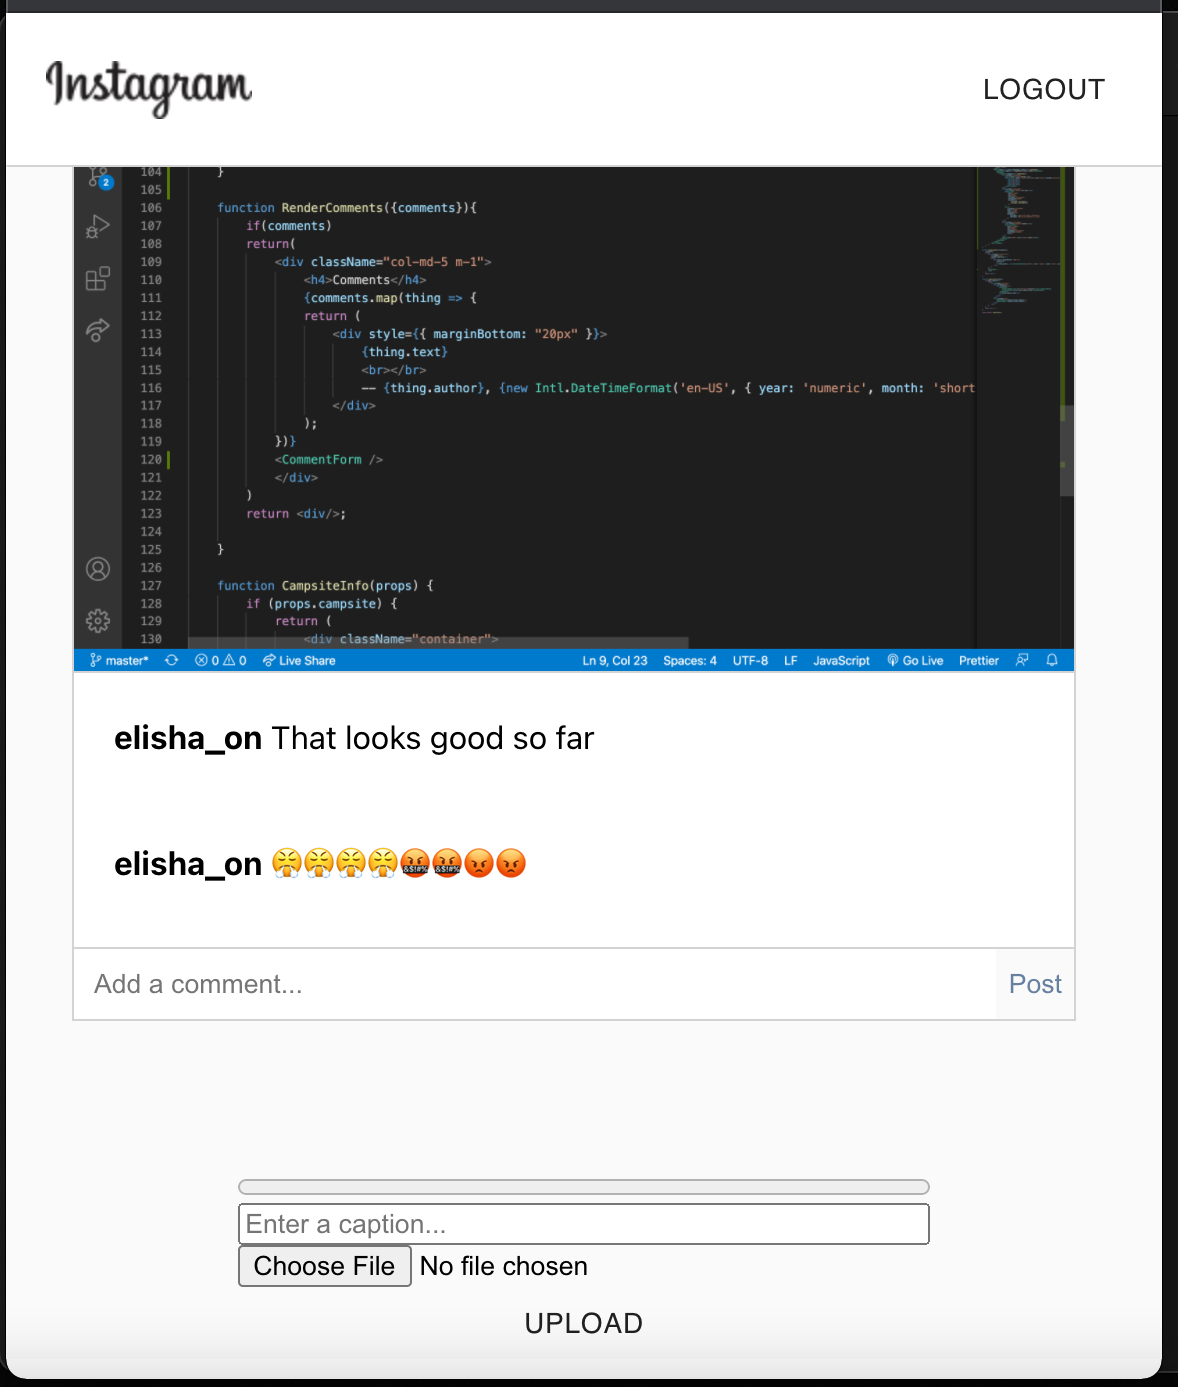 Instagram
LOGOUT
2
104 }
105
106 function RenderComments({comments}){
107 if(comments)
108 return(
109 <div className="col-md-5 m-1">
110 <h4>Comments</h4>
111 {comments.map(thing => {
112 return (
113 <div style={{ marginBottom: "20px" }}>
114 {thing.text}
115 <br></br>
116 -- {thing.author}, {new Intl.DateTimeFormat('en-US', { year: 'numeric', month: 'short
117 </div>
118 );
119 })}
120 <CommentForm />
121 </div>
122 )
123 return <div/>;
124
125 }
126
127 function CampsiteInfo(props) {
128 if (props.campsite) {
129 return (
130 <div className="container">
master* 0 0 Live Share Ln 9, Col 23 Spaces: 4 UTF-8 LF JavaScript Go Live Prettier
elisha_on That looks good so far
elisha_on 😤😤😤😤🤬🤬😡😡
Add a comment... Post
Enter a caption...
Choose File No file chosen
UPLOAD